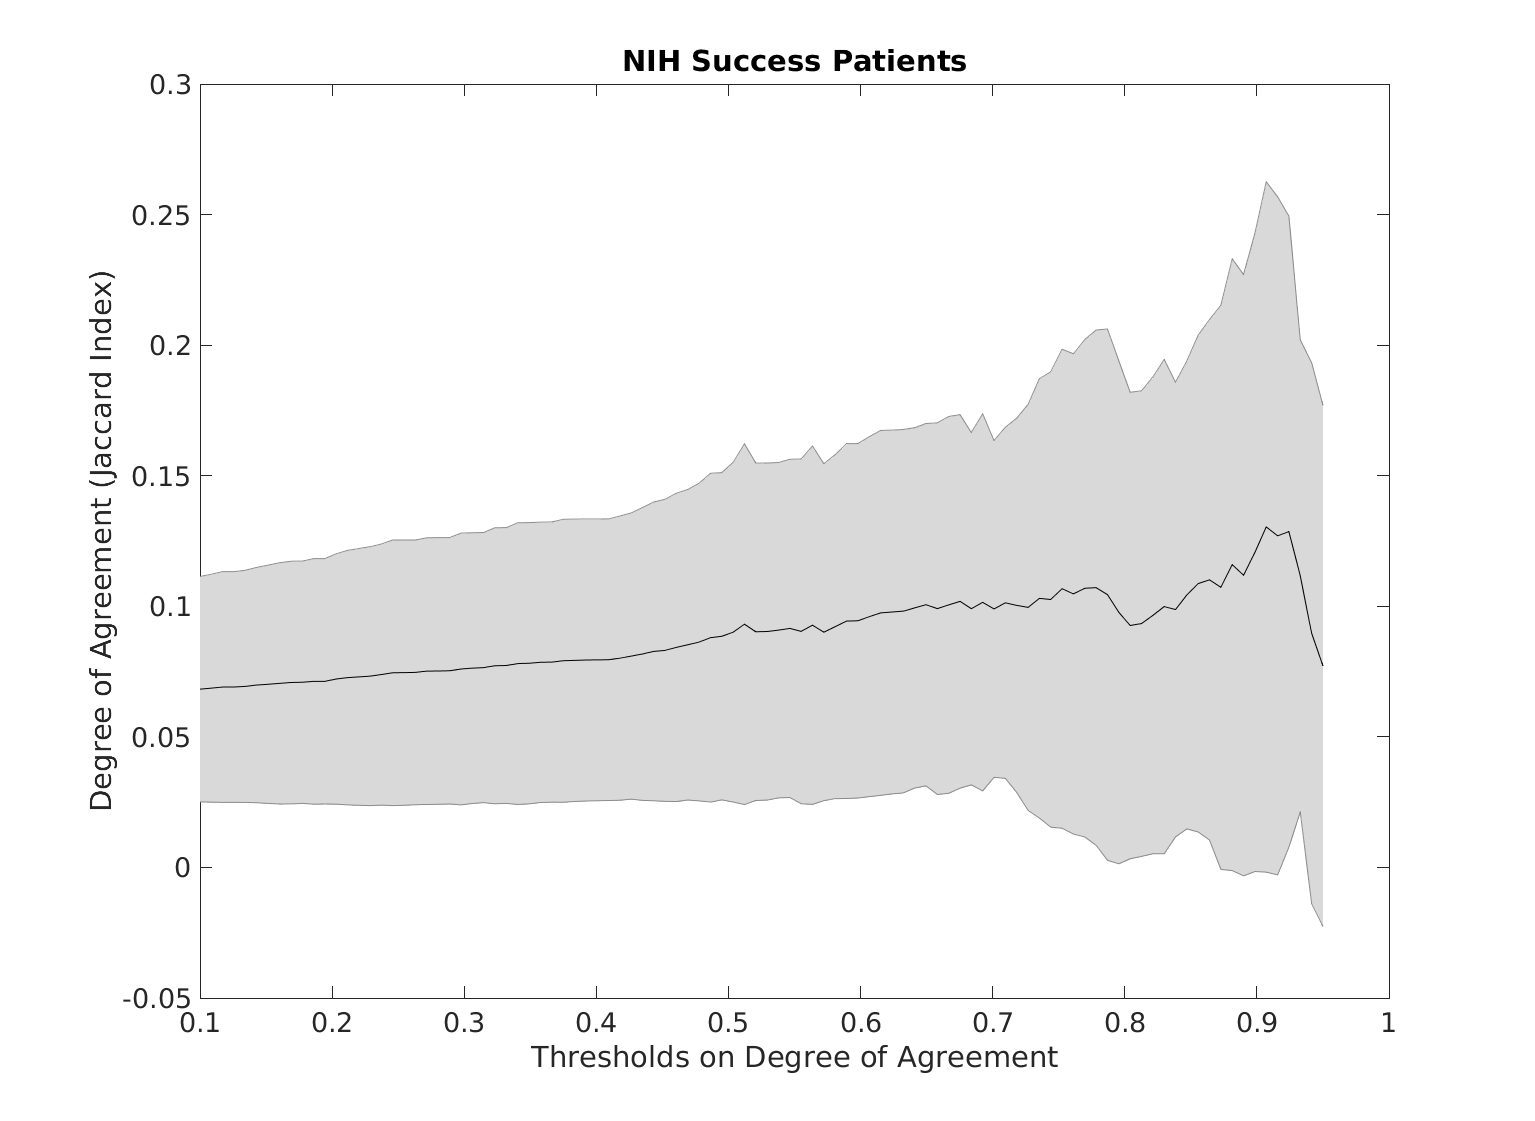 NIH Success Patients
0.3
0.25
0.2
0.15
0.1
0.05
0
-0.05
Degree of Agreement (Jaccard Index)
0.1 0.2 0.3 0.4 0.5 0.6 0.7 0.8 0.9 1
Thresholds on Degree of Agreement